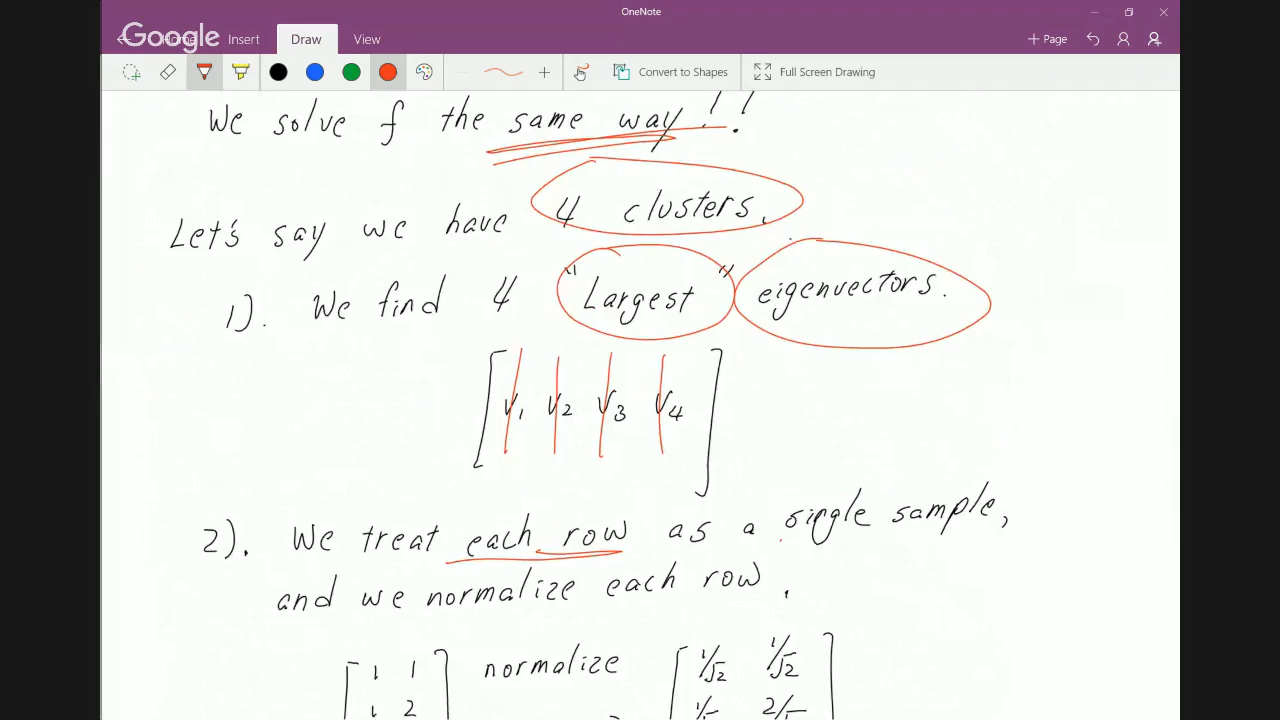 OneNote
Google
Home Insert Draw View
+ Page
Convert to Shapes Full Screen Drawing
We solve f the same way!!
Let's say we have 4 clusters.
1). We find 4 "Largest" eigenvectors.
V1 V2 V3 V4
2). We treat each row as a single sample,
and we normalize each row.
1 1 normalize 1/√2 1/√2
1 2